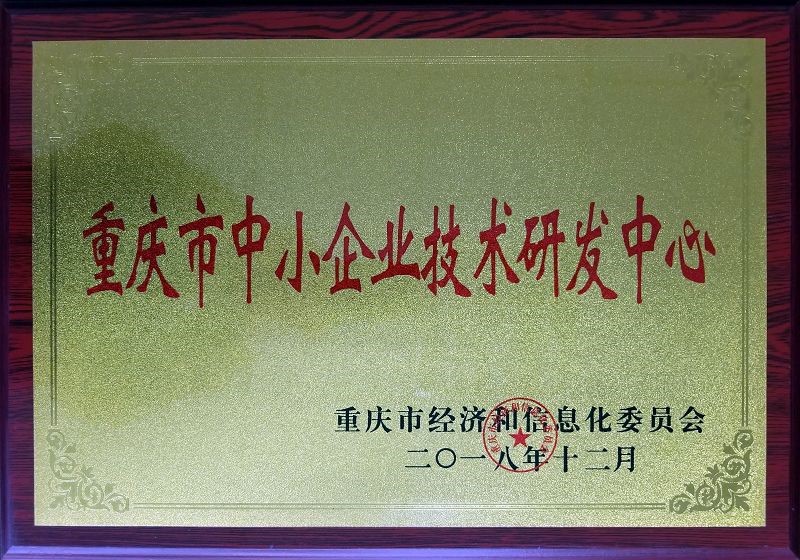 重庆市中小企业技术研发中心
重庆市经济和信息化委员会
二〇一八年十二月